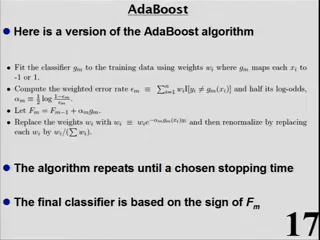 AdaBoost
Here is a version of the AdaBoost algorithm
• Fit the classifier gₘ to the training data using weights wᵢ where gₘ maps each xᵢ to
-1 or 1.
• Compute the weighted error rate ϵₘ ≡ ∑ⁿᵢ₌₁ wᵢI[yᵢ ≠ gₘ(xᵢ)] and half its log-odds,
αₘ ≡ ½ log (1−ϵₘ)/ϵₘ.
• Let Fₘ = Fₘ₋₁ + αₘgₘ.
• Replace the weights wᵢ with wᵢ ≡ wᵢe^(−αₘgₘ(xᵢ)yᵢ) and then renormalize by replacing
each wᵢ by wᵢ/(∑ wᵢ).
The algorithm repeats until a chosen stopping time
The final classifier is based on the sign of Fₘ
17